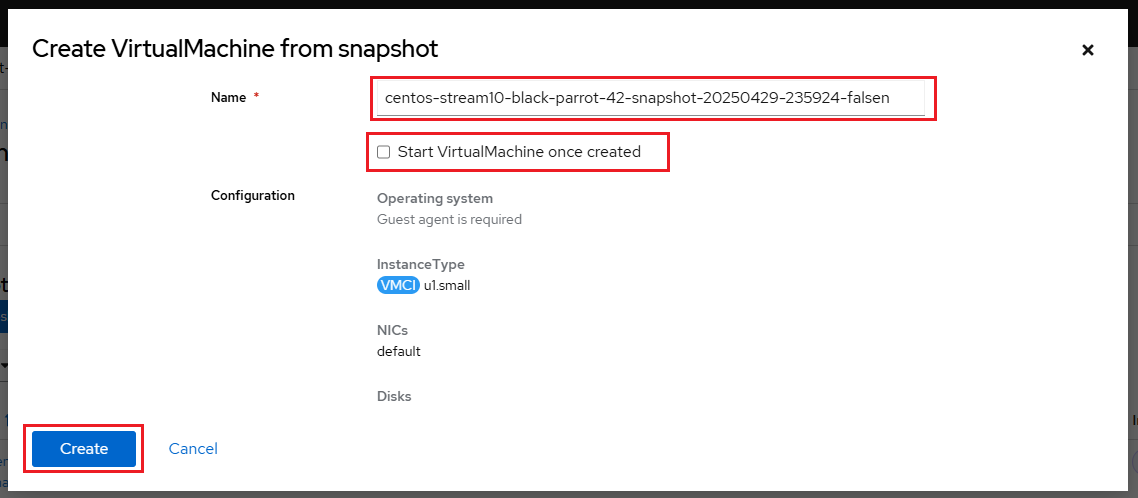 Create VirtualMachine from snapshot
Name *
centos-stream10-black-parrot-42-snapshot-20250429-235924-falsen
Start VirtualMachine once created
Configuration
Operating system
Guest agent is required
InstanceType
VMCI u1.small
NICs
default
Disks
Create Cancel